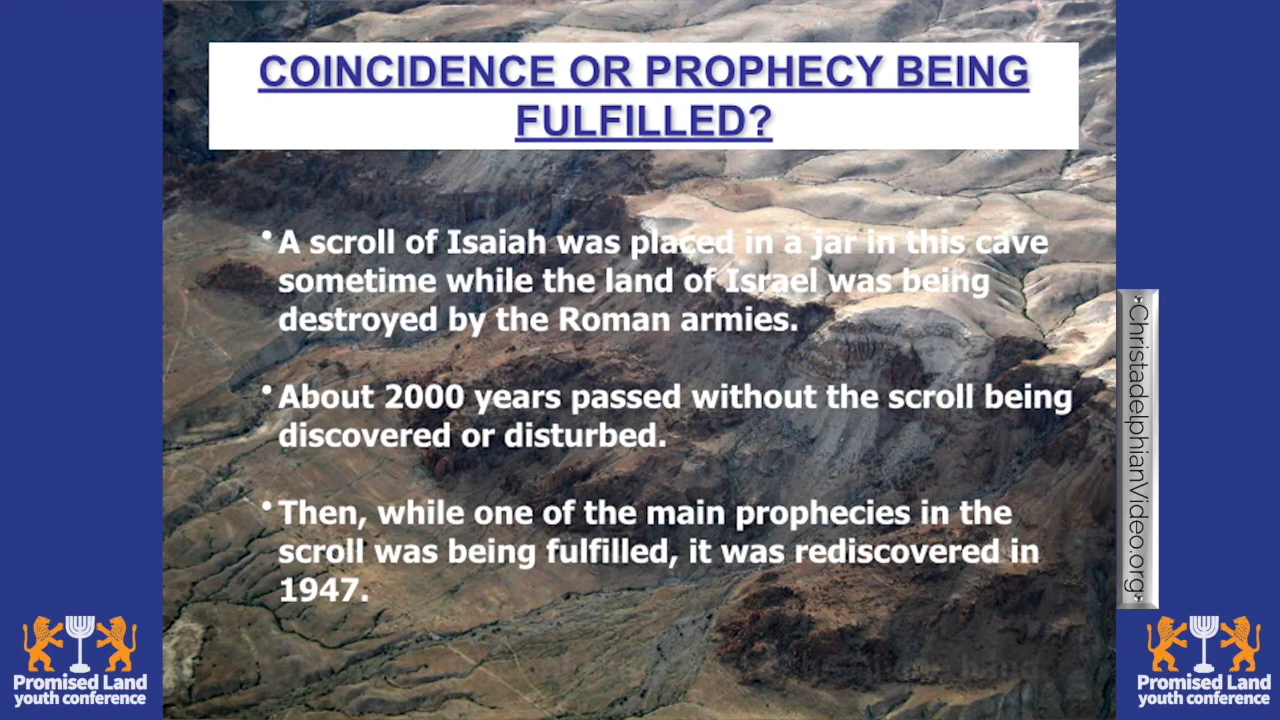 COINCIDENCE OR PROPHECY BEING
FULFILLED?
• A scroll of Isaiah was placed in a jar in this cave
sometime while the land of Israel was being
destroyed by the Roman armies.
• About 2000 years passed without the scroll being
discovered or disturbed.
• Then, while one of the main prophecies in the
scroll was being fulfilled, it was rediscovered in
1947.
ChristadelphianVideo.org
Promised Land
youth conference
Promised Land
youth conference